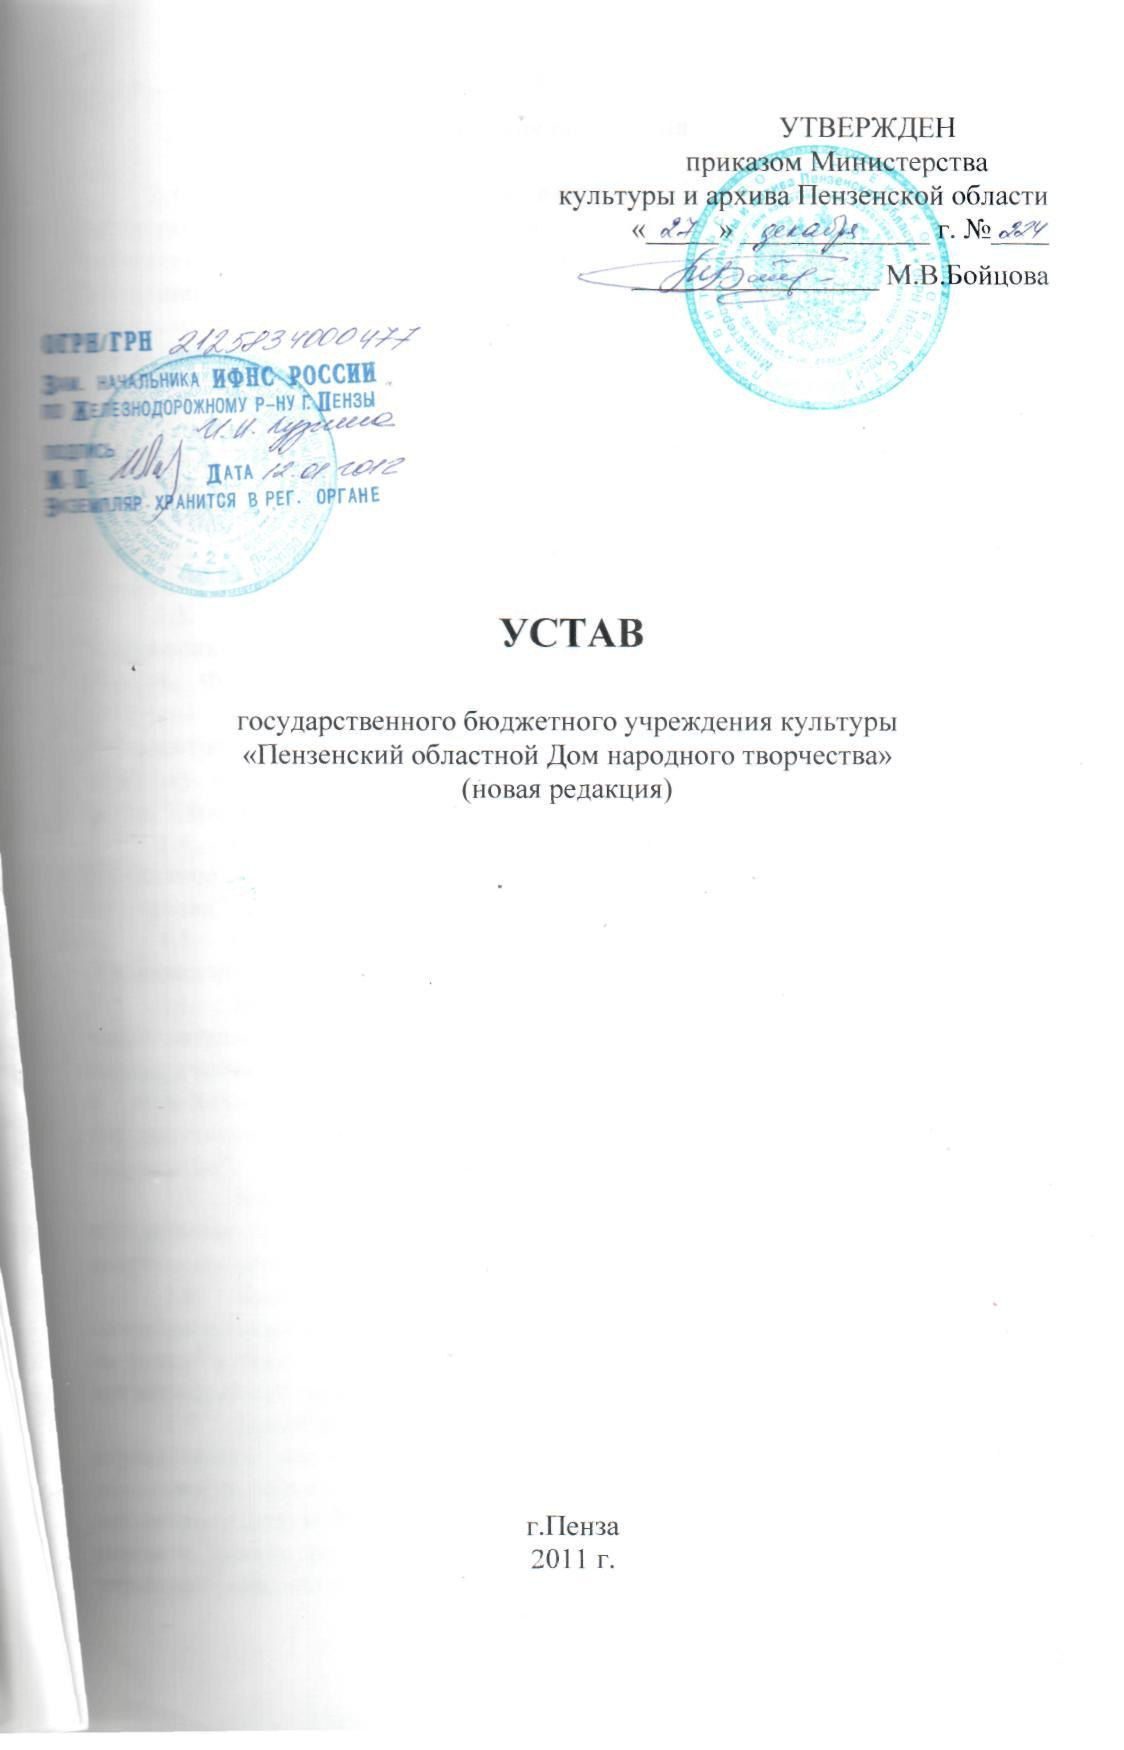 УТВЕРЖДЕН
приказом Министерства
культуры и архива Пензенской области
« 27 » декабря г. № 224
М.В.Бойцова
ОГРН/ГРН 2125834000477
Зам. начальника ИФНС РОССИИ
по Железнодорожному р-ну г. Пензы
подпись
М. П. Дата 12.01.2012
Экземпляр хранится в рег. органе
2
УСТАВ
государственного бюджетного учреждения культуры
«Пензенский областной Дом народного творчества»
(новая редакция)
г.Пенза
2011 г.